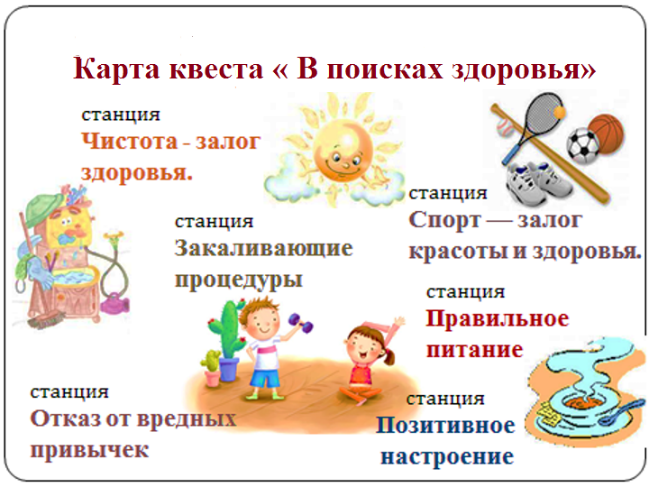 Карта квеста « В поисках здоровья»
станция
Чистота - залог
здоровья.
станция
Спорт — залог
красоты и здоровья.
станция
Закаливающие
процедуры
станция
Правильное
питание
станция
Отказ от вредных
привычек
станция
Позитивное
настроение